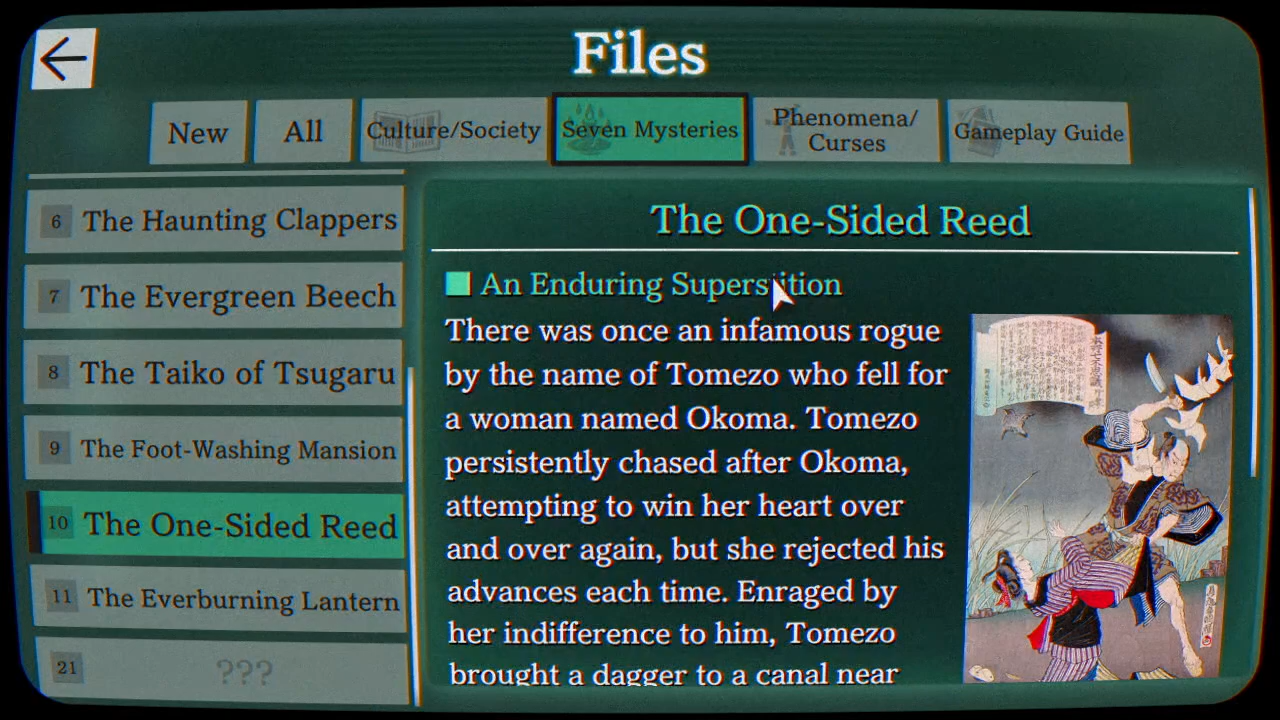 Files
New
All
Culture/Society
Seven Mysteries
Phenomena/
Curses
Gameplay Guide
6 The Haunting Clappers
7 The Evergreen Beech
8 The Taiko of Tsugaru
9 The Foot-Washing Mansion
10 The One-Sided Reed
11 The Everburning Lantern
21 ???
The One-Sided Reed
An Enduring Superstition
There was once an infamous rogue
by the name of Tomezo who fell for
a woman named Okoma. Tomezo
persistently chased after Okoma,
attempting to win her heart over
and over again, but she rejected his
advances each time. Enraged by
her indifference to him, Tomezo
brought a dagger to a canal near